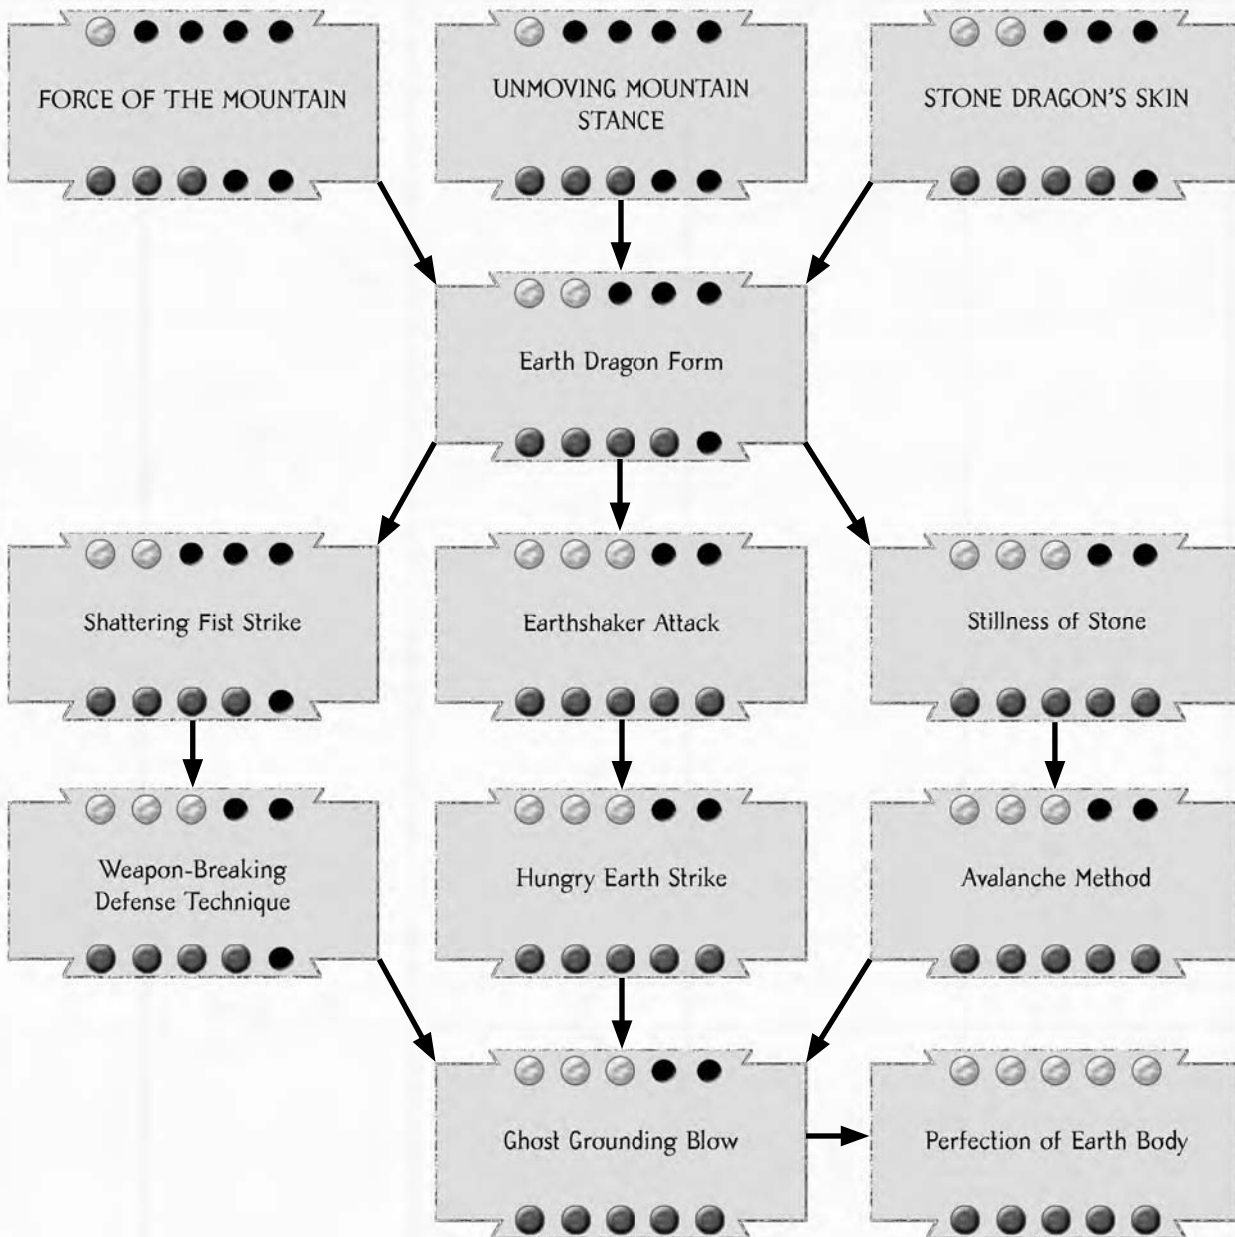 FORCE OF THE MOUNTAIN
UNMOVING MOUNTAIN
STANCE
STONE DRAGON'S SKIN
Earth Dragon Form
Shattering Fist Strike
Earthshaker Attack
Stillness of Stone
Weapon-Breaking
Defense Technique
Hungry Earth Strike
Avalanche Method
Ghost Grounding Blow
Perfection of Earth Body